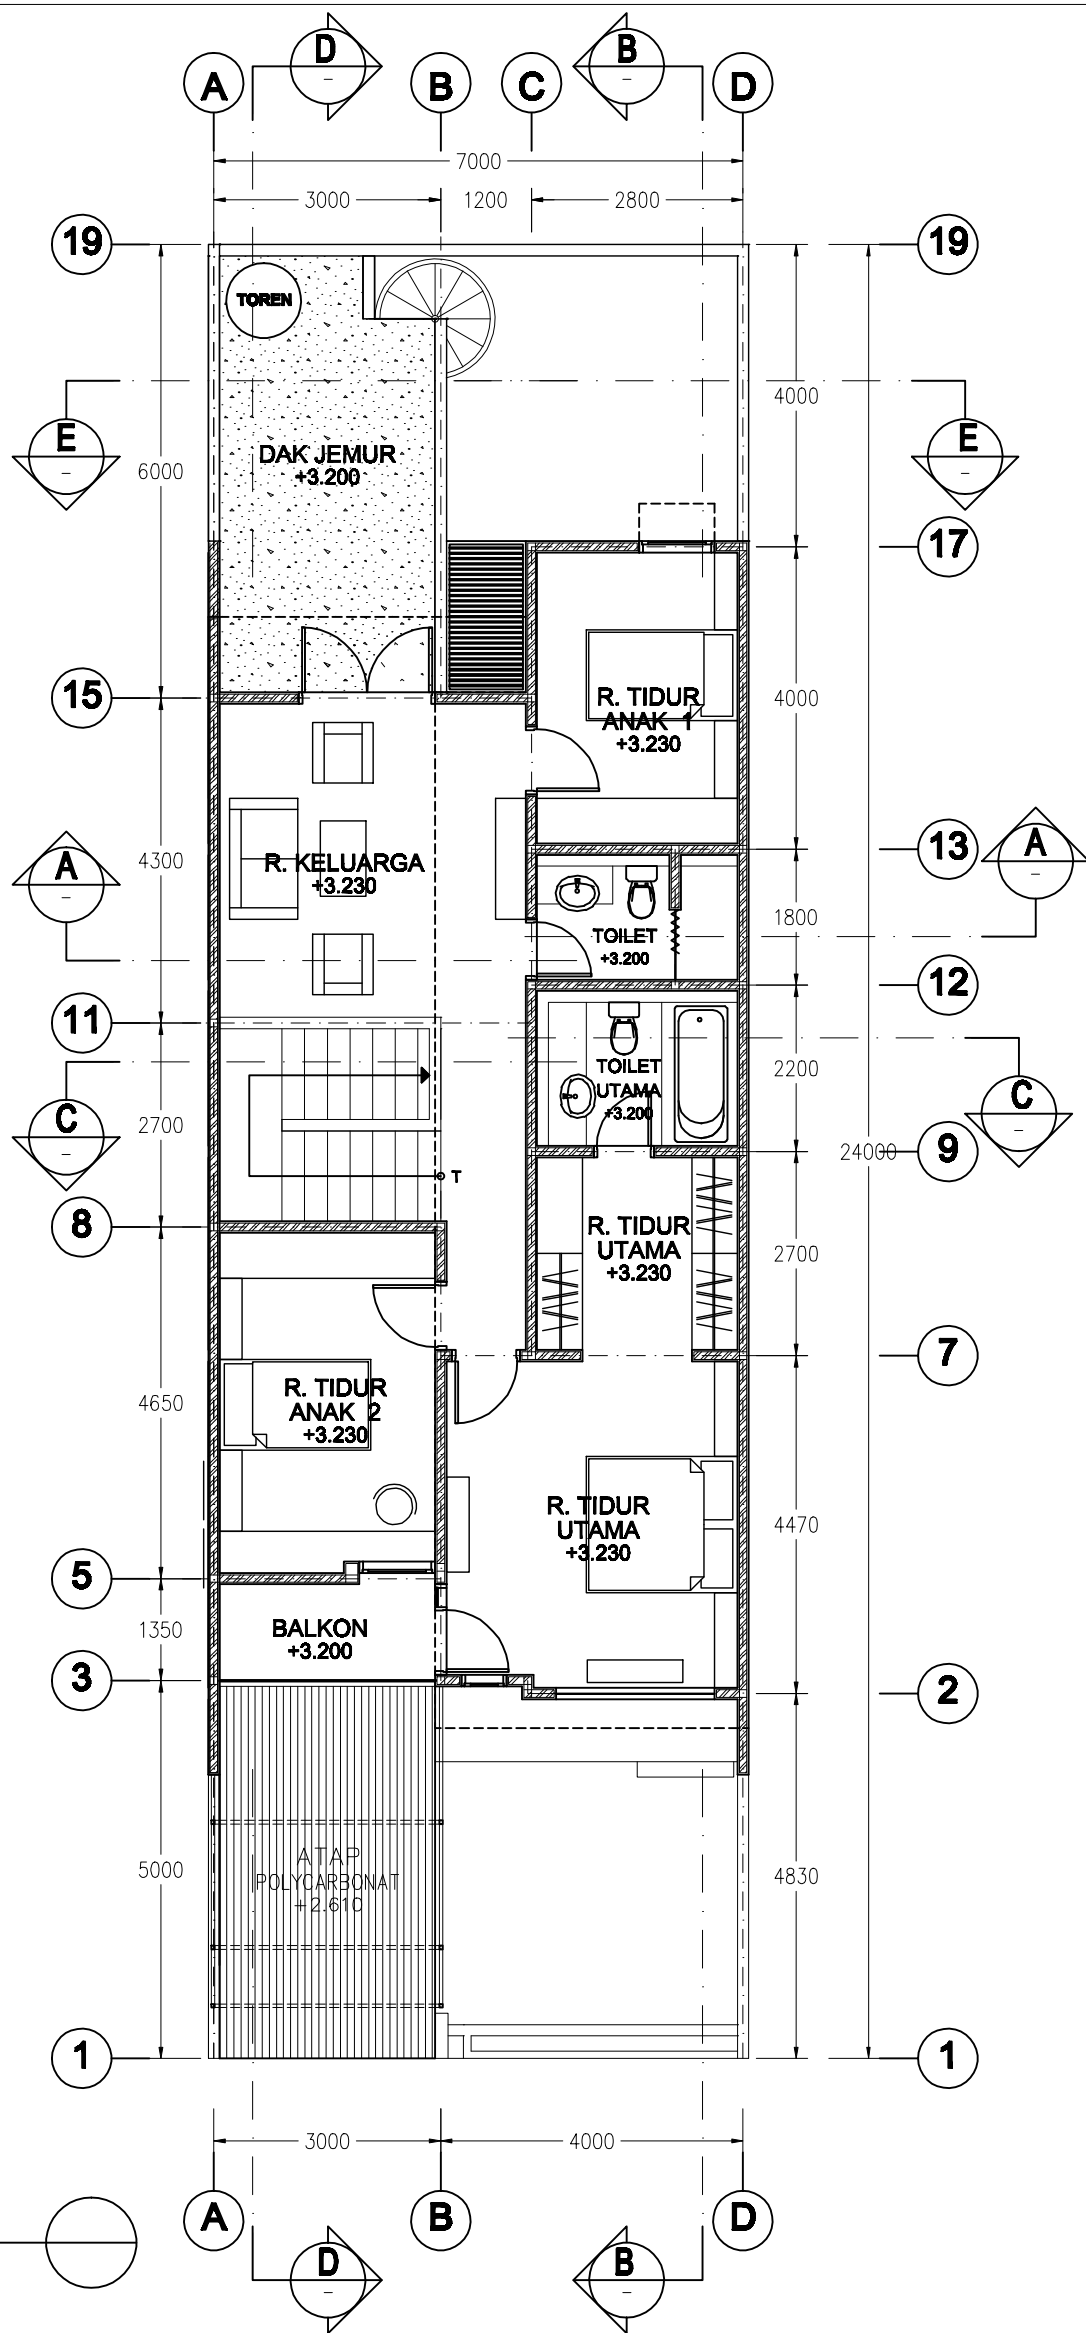 D
B
A
B
C
D
7000
3000
1200
2800
19
19
TOREN
4000
E
E
DAK JEMUR
+3.200
6000
17
15
R. TIDUR
ANAK 1
+3.230
4000
13
A
A
4300
R. KELUARGA
+3.230
1800
TOILET
+3.200
12
11
TOILET
UTAMA
+3.200
2200
C
C
2700
24000
9
T
8
R. TIDUR
UTAMA
+3.230
2700
7
R. TIDUR
ANAK 2
+3.230
4650
R. TIDUR
UTAMA
+3.230
4470
5
BALKON
+3.200
1350
3
2
ATAP
POLYCARBONAT
+2.610
5000
4830
1
1
3000
4000
A
B
D
D
B